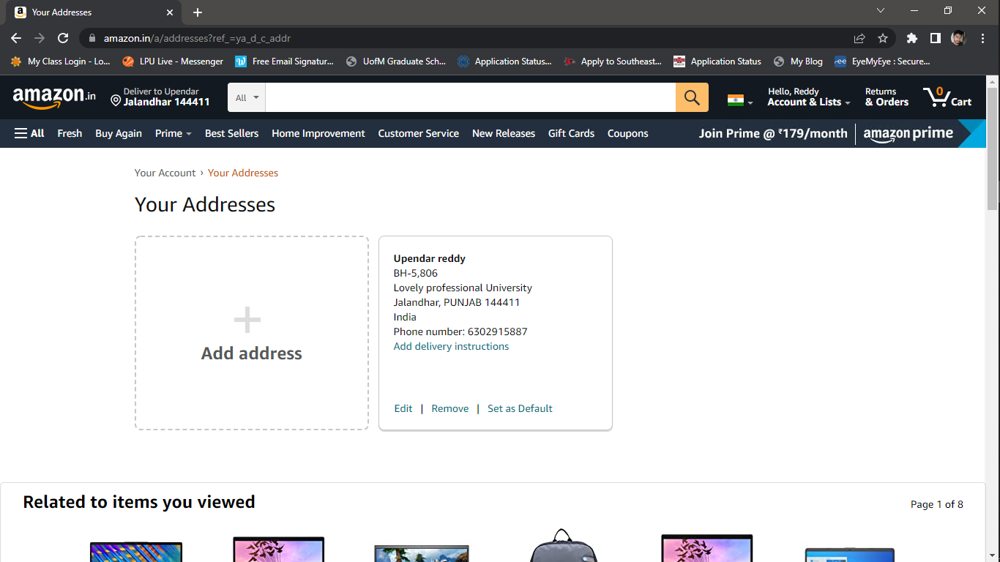 Your Addresses
amazon.in/a/addresses?ref_=ya_d_c_addr
My Class Login - Lo...
LPU Live - Messenger
Free Email Signatur...
UofM Graduate Sch...
Application Status...
Apply to Southeast...
Application Status
My Blog
EyeMyEye : Secure...
amazon.in
Deliver to Upendar
Jalandhar 144411
All
Hello, Reddy
Account & Lists
Returns
& Orders
0
Cart
All
Fresh
Buy Again
Prime
Best Sellers
Home Improvement
Customer Service
New Releases
Gift Cards
Coupons
Join Prime @ ₹179/month
amazon prime
Your Account › Your Addresses
Your Addresses
Add address
Upendar reddy
BH-5,806
Lovely professional University
Jalandhar, PUNJAB 144411
India
Phone number: 6302915887
Add delivery instructions
Edit | Remove | Set as Default
Related to items you viewed
Page 1 of 8